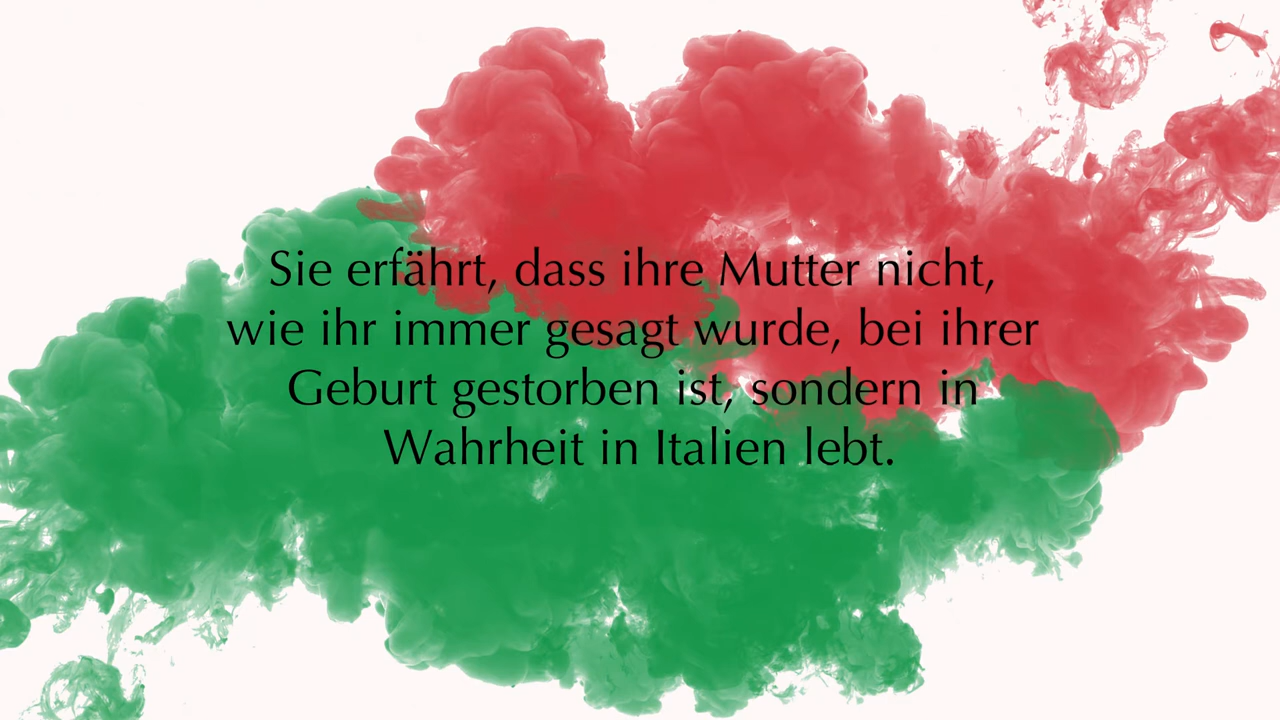 Sie erfährt, dass ihre Mutter nicht,
wie ihr immer gesagt wurde, bei ihrer
Geburt gestorben ist, sondern in
Wahrheit in Italien lebt.